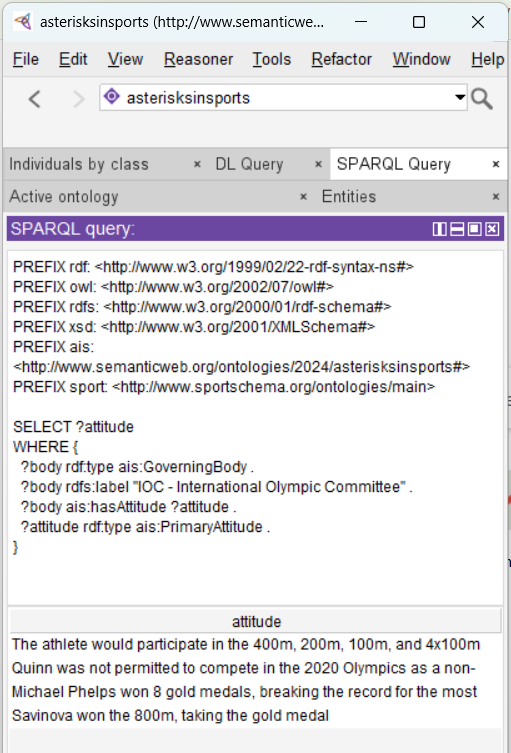 asterisksinsports (http://www.semanticwe...
File Edit View Reasoner Tools Refactor Window Help
asterisksinsports
Individuals by class × DL Query × SPARQL Query ×
Active ontology × Entities ×
SPARQL query:
PREFIX rdf: <http://www.w3.org/1999/02/22-rdf-syntax-ns#>
PREFIX owl: <http://www.w3.org/2002/07/owl#>
PREFIX rdfs: <http://www.w3.org/2000/01/rdf-schema#>
PREFIX xsd: <http://www.w3.org/2001/XMLSchema#>
PREFIX ais:
<http://www.semanticweb.org/ontologies/2024/asterisksinsports#>
PREFIX sport: <http://www.sportschema.org/ontologies/main>
SELECT ?attitude
WHERE {
?body rdf:type ais:GoverningBody .
?body rdfs:label "IOC - International Olympic Committee" .
?body ais:hasAttitude ?attitude .
?attitude rdf:type ais:PrimaryAttitude .
}
attitude
The athlete would participate in the 400m, 200m, 100m, and 4x100m
Quinn was not permitted to compete in the 2020 Olympics as a non-
Michael Phelps won 8 gold medals, breaking the record for the most
Savinova won the 800m, taking the gold medal